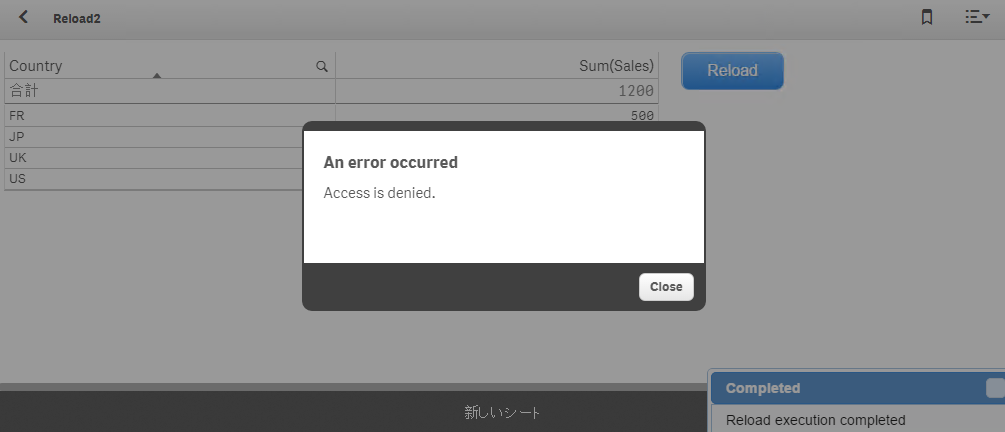 Reload2
Country Sum(Sales) Reload
合計 1200
FR 500
JP
UK
US
An error occurred
Access is denied.
Close
Completed
新しいシート
Reload execution completed